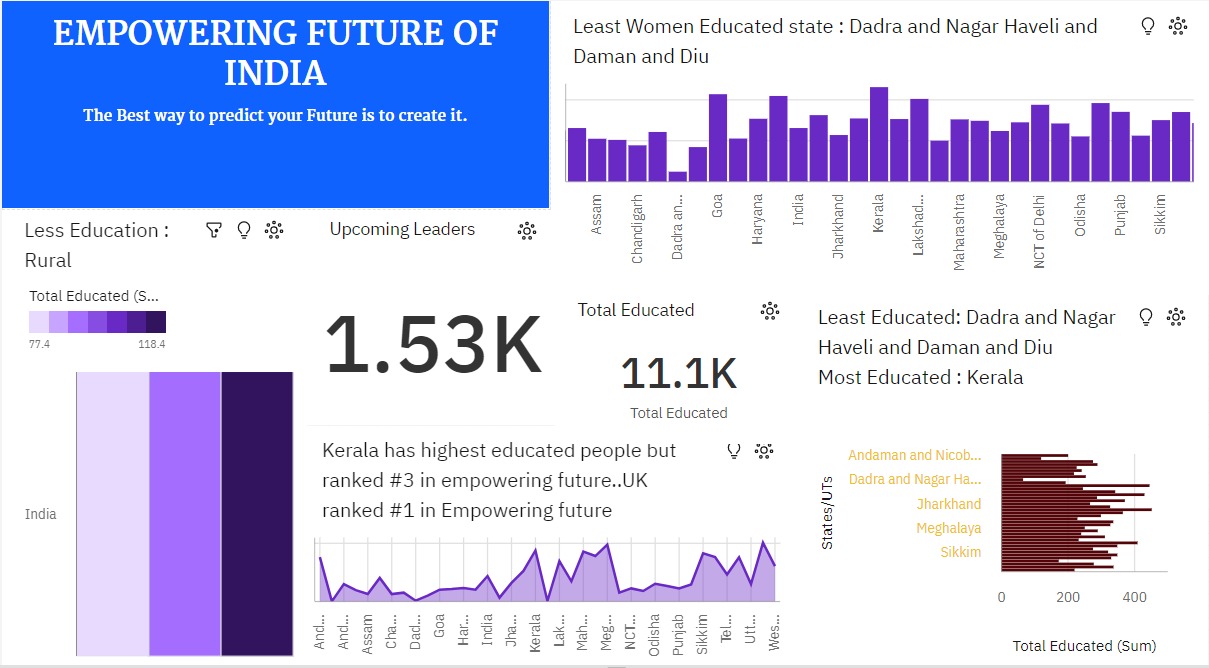 EMPOWERING FUTURE OF
INDIA
The Best way to predict your Future is to create it.
Least Women Educated state : Dadra and Nagar Haveli and
Daman and Diu
Assam
Chandigarh
Dadra an...
Goa
Haryana
India
Jharkhand
Kerala
Lakshad...
Maharashtra
Meghalaya
NCT of Delhi
Odisha
Punjab
Sikkim
Less Education :
Rural
Total Educated (S...
77.4
118.4
India
Upcoming Leaders
1.53K
Total Educated
11.1K
Total Educated
Kerala has highest educated people but
ranked #3 in empowering future..UK
ranked #1 in Empowering future
And...
And...
Assam
Cha...
Dad...
Goa
Har...
India
Jha...
Kerala
Lak...
Mah...
Meg...
NCT...
Odisha
Punjab
Sikkim
Tel...
Utt...
Wes...
Least Educated: Dadra and Nagar
Haveli and Daman and Diu
Most Educated : Kerala
States/UTs
Andaman and Nicob...
Dadra and Nagar Ha...
Jharkhand
Meghalaya
Sikkim
0
200
400
Total Educated (Sum)